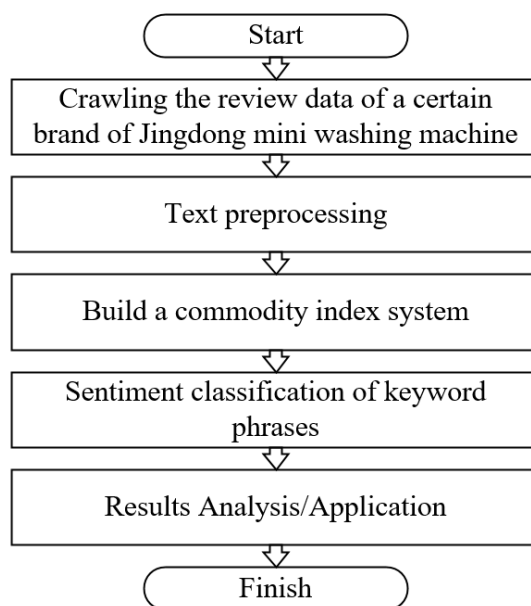 Start
Crawling the review data of a certain
brand of Jingdong mini washing machine
Text preprocessing
Build a commodity index system
Sentiment classification of keyword
phrases
Results Analysis/Application
Finish